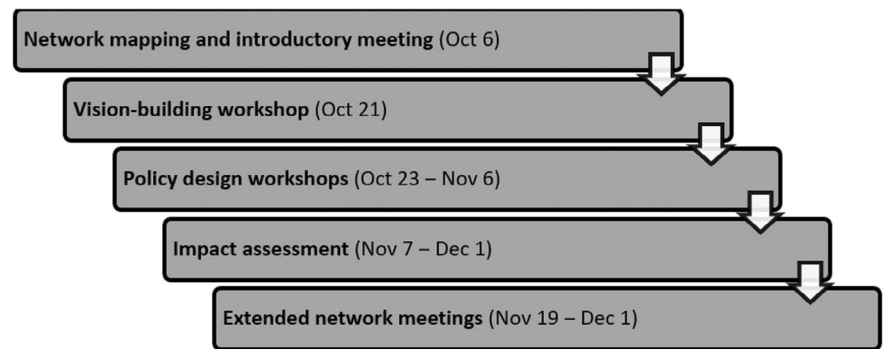 Network mapping and introductory meeting (Oct 6)
Vision-building workshop (Oct 21)
Policy design workshops (Oct 23 – Nov 6)
Impact assessment (Nov 7 – Dec 1)
Extended network meetings (Nov 19 – Dec 1)